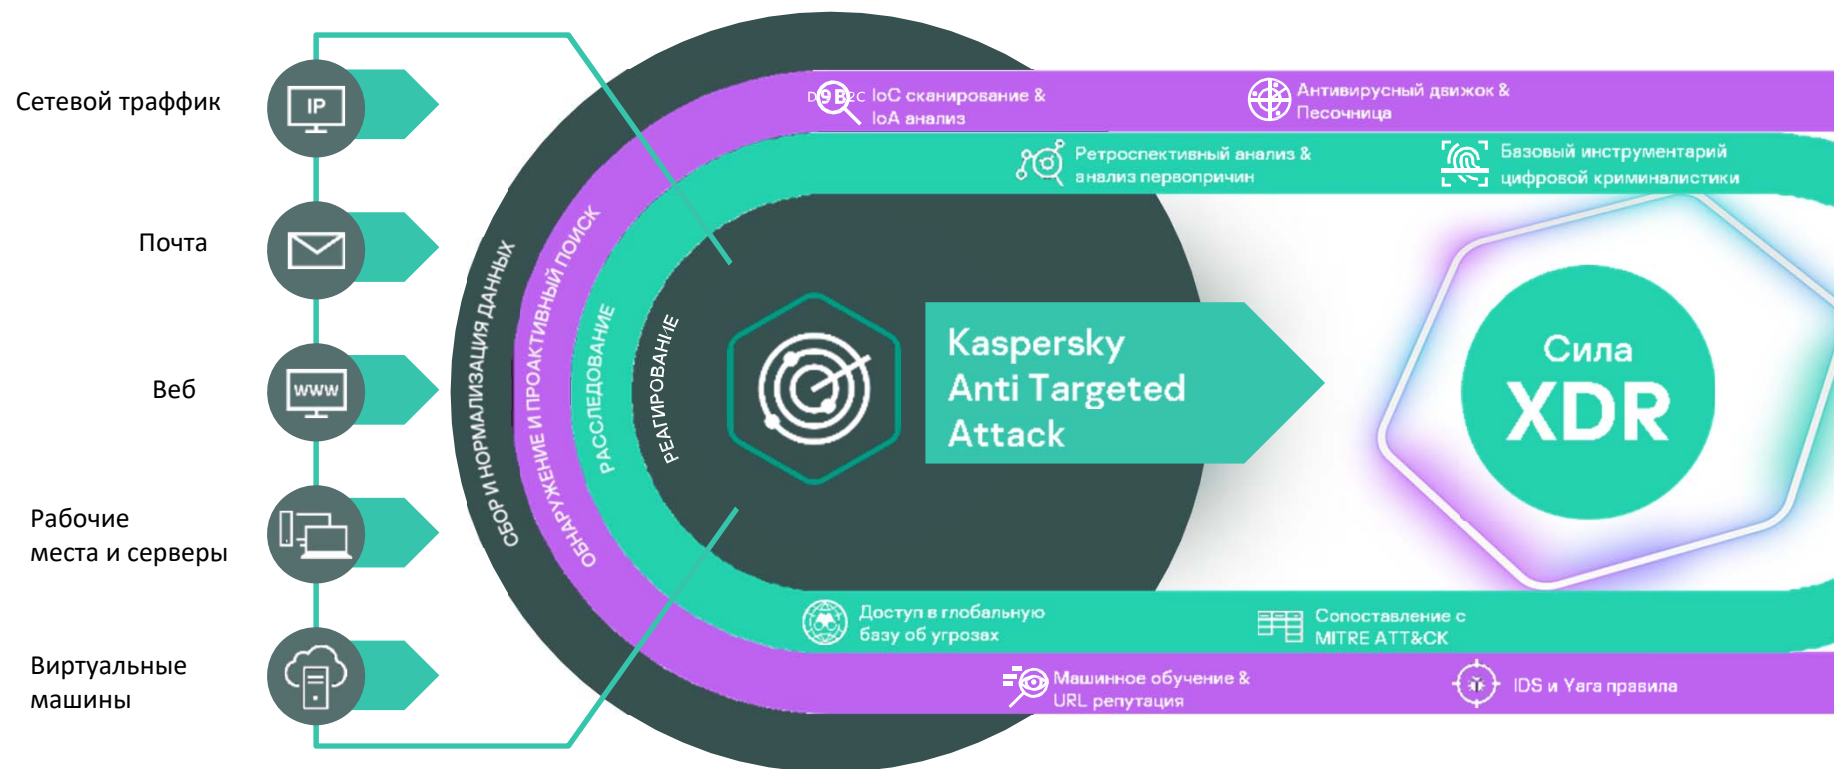 Сетевой траффик
IP
Почта
Веб
www
Рабочие
места и серверы
Виртуальные
машины
СБОР И НОРМАЛИЗАЦИЯ ДАННЫХ
ОБНАРУЖЕНИЕ И ПРОАКТИВНЫЙ ПОИСК
РАССЛЕДОВАНИЕ
РЕАГИРОВАНИЕ
D9B2C IoC сканирование &
IoA анализ
Антивирусный движок &
Песочница
Ретроспективный анализ &
анализ первопричин
Базовый инструментарий
цифровой криминалистики
Kaspersky
Anti Targeted
Attack
Сила
XDR
Доступ в глобальную
базу об угрозах
Сопоставление с
MITRE ATT&CK
Машинное обучение &
URL репутация
IDS и Yara правила